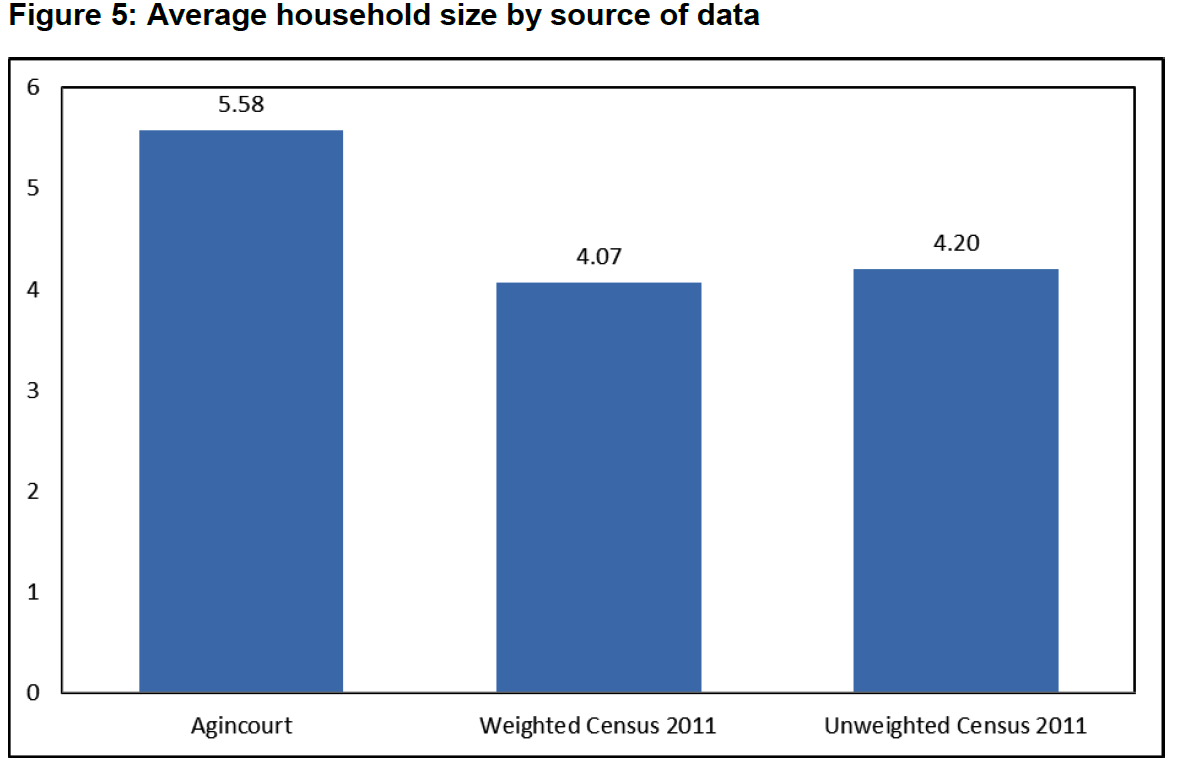 Figure 5: Average household size by source of data
6
5
4
3
2
1
0
5.58
4.07
4.20
Agincourt
Weighted Census 2011
Unweighted Census 2011